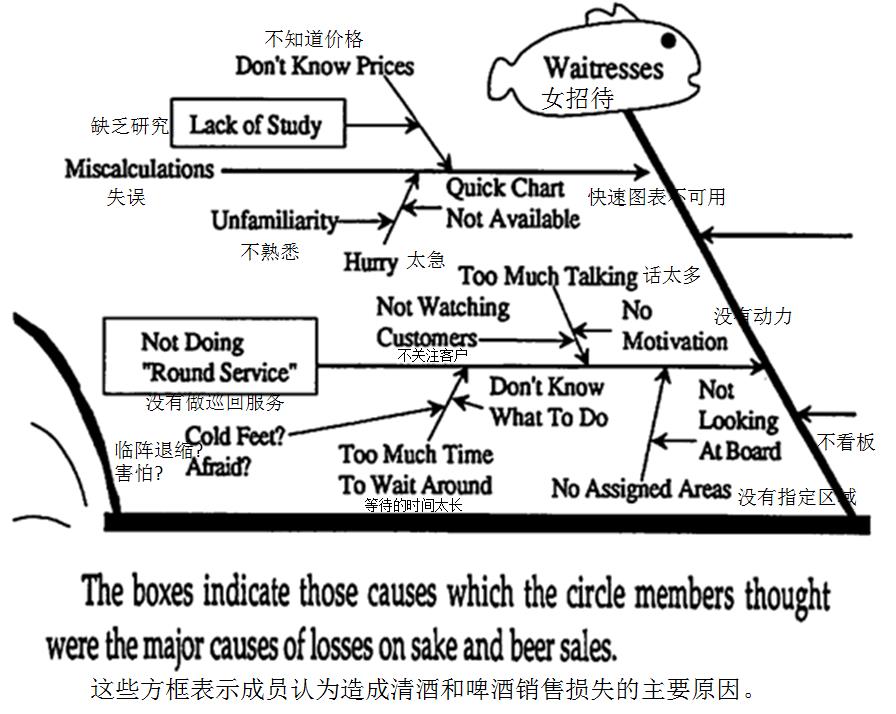 不知道价格
Don't Know Prices
Waitresses
女招待
缺乏研究
Lack of Study
Miscalculations
失误
Quick Chart
Not Available
快速图表不可用
Unfamiliarity
不熟悉
Hurry 太急
Too Much Talking 话太多
Not Watching
Customers
不关注客户
No
Motivation
没有动力
Not Doing
"Round Service"
没有做巡回服务
Don't Know
What To Do
Not
Looking
At Board
不看板
Cold Feet?
Afraid?
临阵退缩?
害怕?
Too Much Time
To Wait Around
等待的时间太长
No Assigned Areas 没有指定区域
The boxes indicate those causes which the circle members thought
were the major causes of losses on sake and beer sales.
这些方框表示成员认为造成清酒和啤酒销售损失的主要原因。